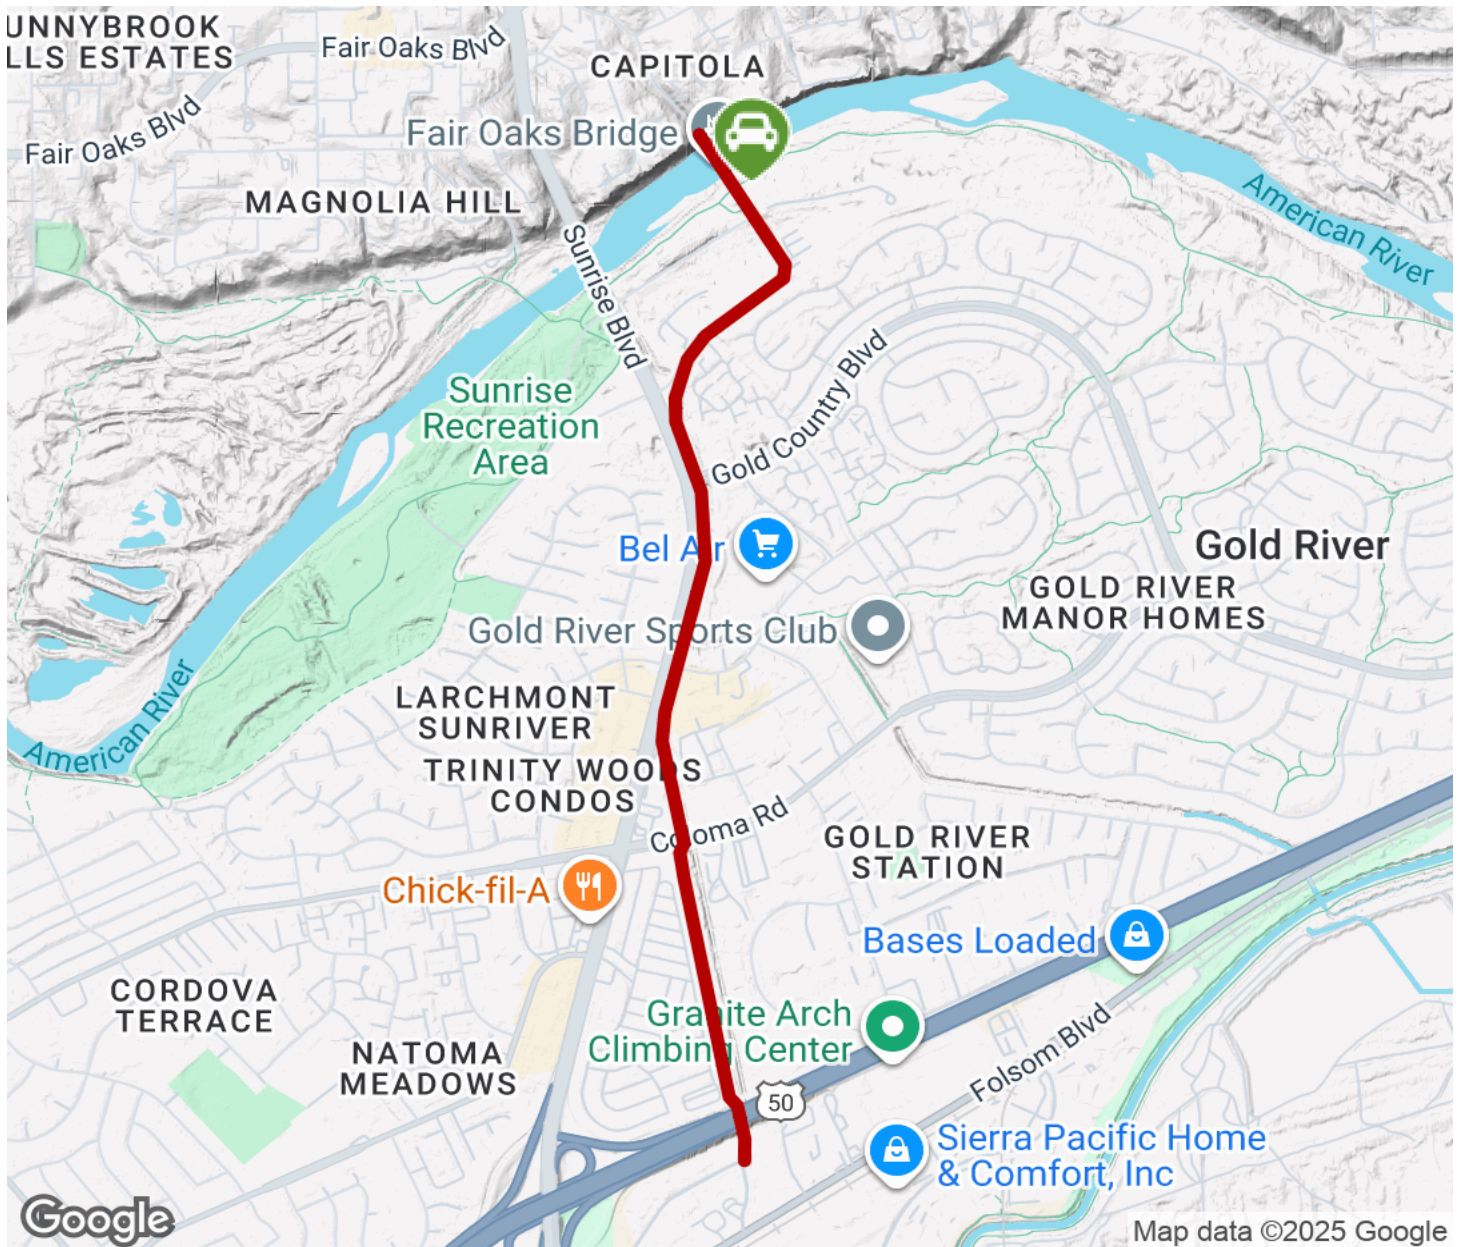 UNNYBROOK
LLS ESTATES
Fair Oaks Blvd
CAPITOLA
Fair Oaks Blvd
Fair Oaks Bridge
MAGNOLIA HILL
American River
Sunrise Blvd
Sunrise
Recreation
Area
Gold Country Blvd
Bel Air
Gold River
GOLD RIVER
MANOR HOMES
Gold River Sports Club
LARCHMONT
SUNRIVER
American River
TRINITY WOODS
CONDOS
Coloma Rd
GOLD RIVER
STATION
Chick-fil-A
Bases Loaded
CORDOVA
TERRACE
Granite Arch
Climbing Center
NATOMA
MEADOWS
Folsom Blvd
50
Sierra Pacific Home
& Comfort, Inc
Google
Map data ©2025 Google